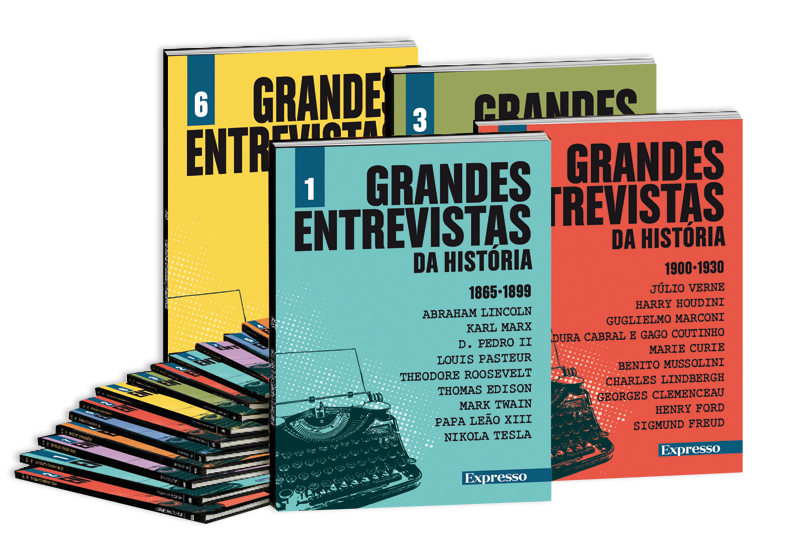 6
GRANDES
ENTREVISTAS
3
GRANDES
1
GRANDES
ENTREVISTAS
DA HISTÓRIA
1865•1899
ABRAHAM LINCOLN
KARL MARX
D. PEDRO II
LOUIS PASTEUR
THEODORE ROOSEVELT
THOMAS EDISON
MARK TWAIN
PAPA LEÃO XIII
NIKOLA TESLA
Expresso
GRANDES
TREVISTAS
DA HISTÓRIA
1900•1930
JÚLIO VERNE
HARRY HOUDINI
GUGLIELMO MARCONI
DURA CABRAL E GAGO COUTINHO
MARIE CURIE
BENITO MUSSOLINI
CHARLES LINDBERGH
GEORGES CLEMENCEAU
HENRY FORD
SIGMUND FREUD
Expresso